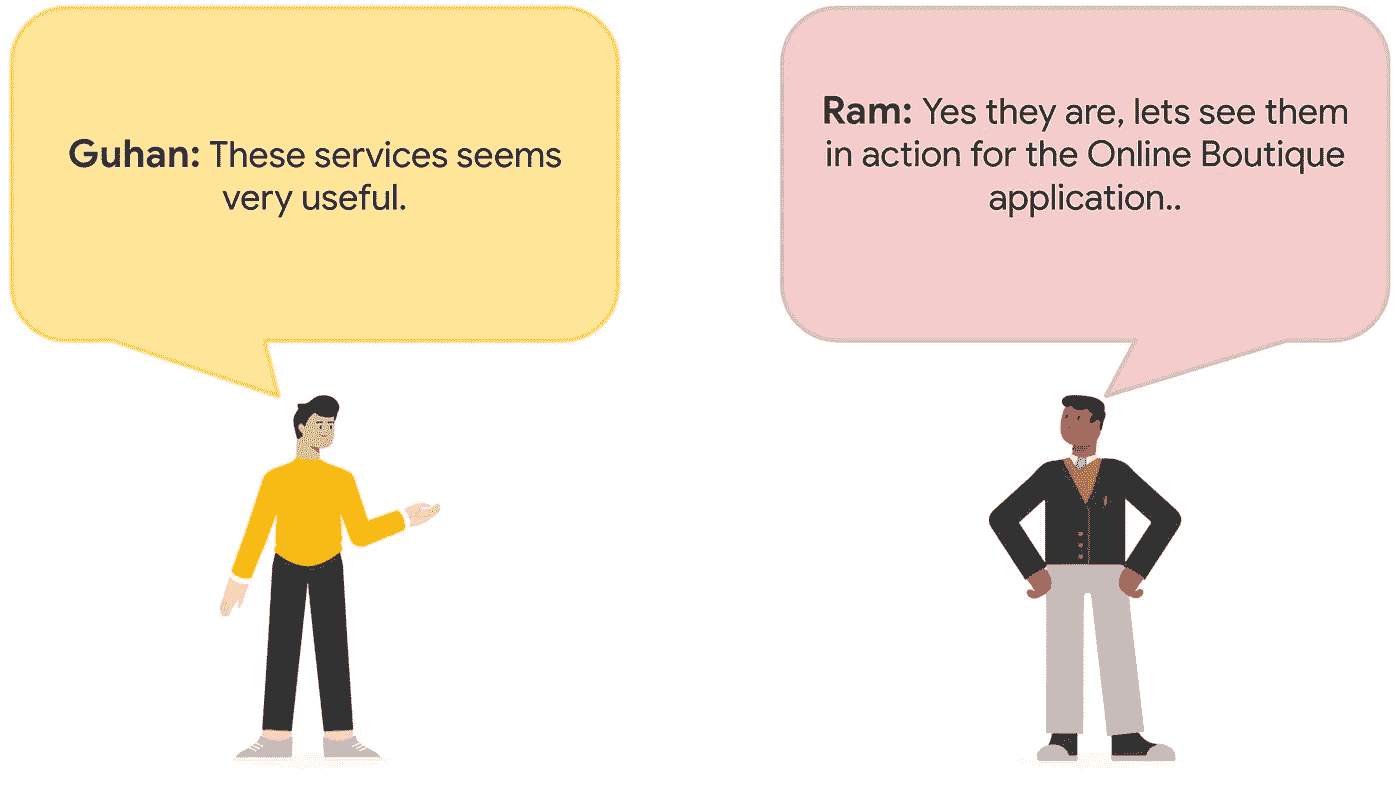 Guhan: These services seems
very useful.
Ram: Yes they are, lets see them
in action for the Online Boutique
application..